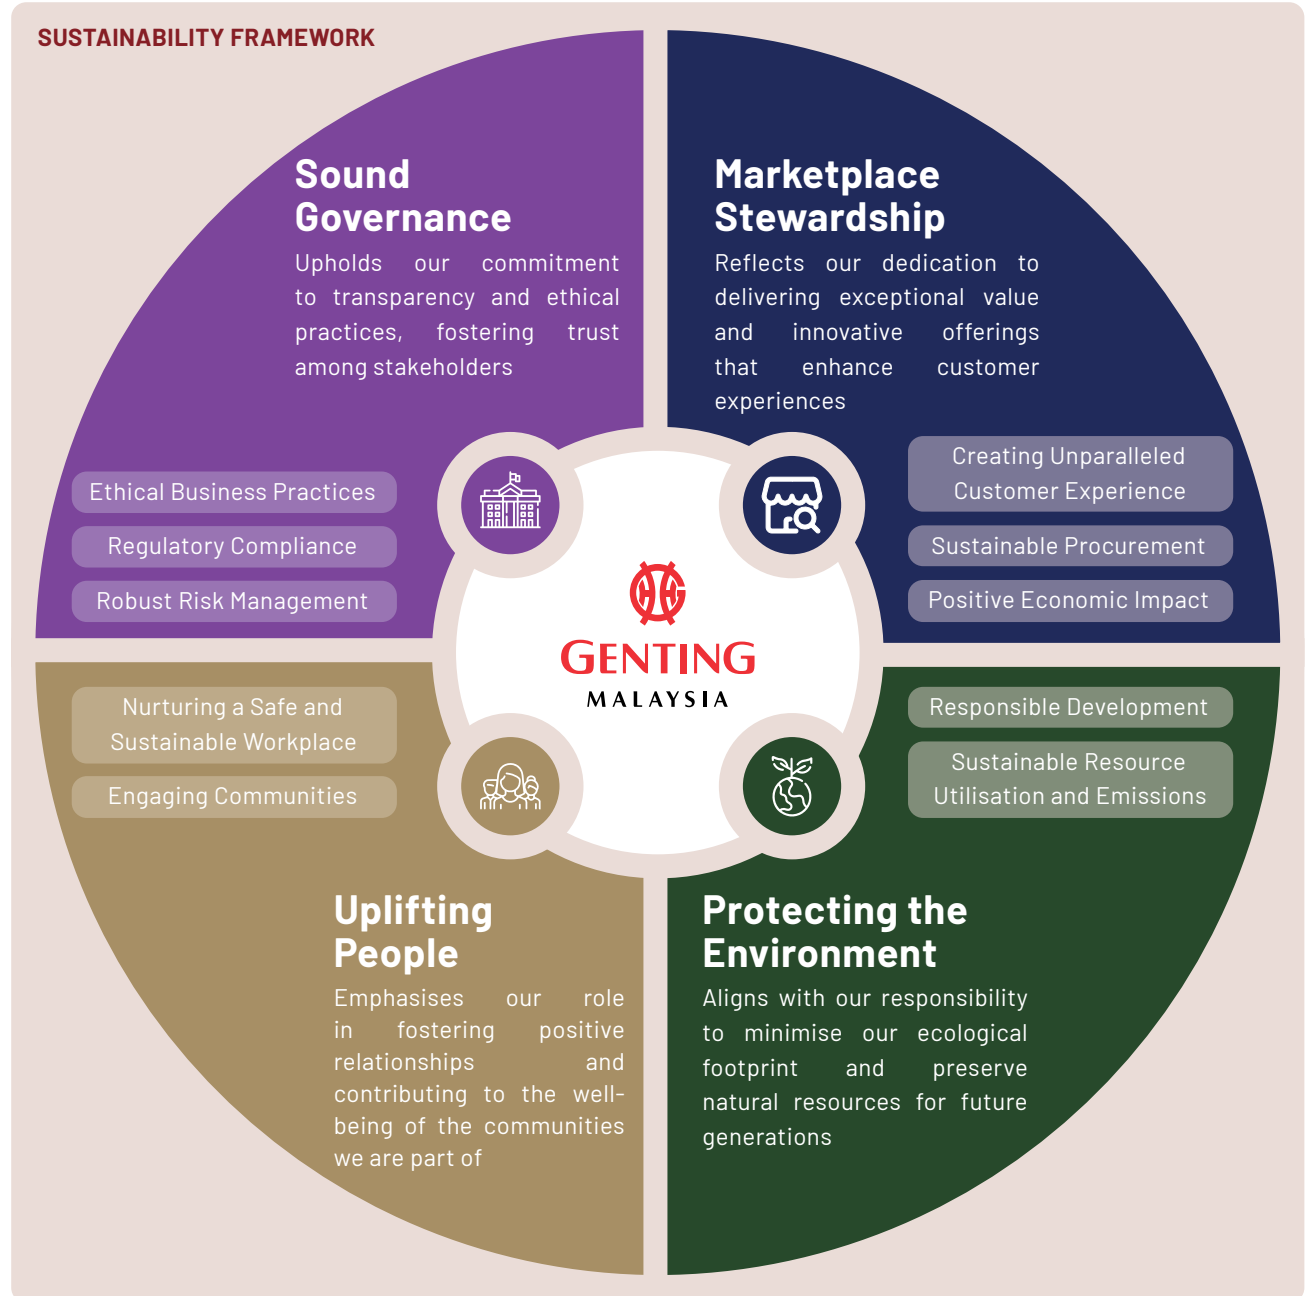 SUSTAINABILITY FRAMEWORK
Sound
Governance
Upholds our commitment
to transparency and ethical
practices, fostering trust
among stakeholders
Ethical Business Practices
Regulatory Compliance
Robust Risk Management
Marketplace
Stewardship
Reflects our dedication to
delivering exceptional value
and innovative offerings
that enhance customer
experiences
Creating Unparalleled
Customer Experience
Sustainable Procurement
Positive Economic Impact
GENTING
MALAYSIA
Nurturing a Safe and
Sustainable Workplace
Engaging Communities
Uplifting
People
Emphasises our role
in fostering positive
relationships and
contributing to the well-
being of the communities
we are part of
Responsible Development
Sustainable Resource
Utilisation and Emissions
Protecting the
Environment
Aligns with our responsibility
to minimise our ecological
footprint and preserve
natural resources for future
generations